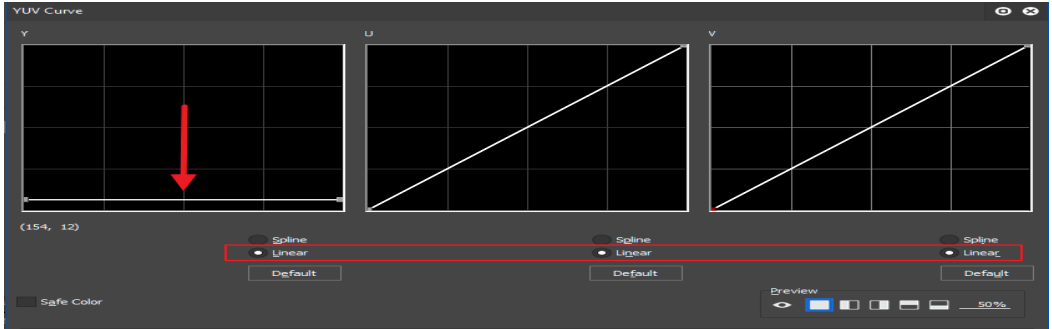 YUV Curve
Y U V
(154, 12)
Spline Spline Spline
Linear Linear Linear
Default Default Default
Safe Color
Preview
50%